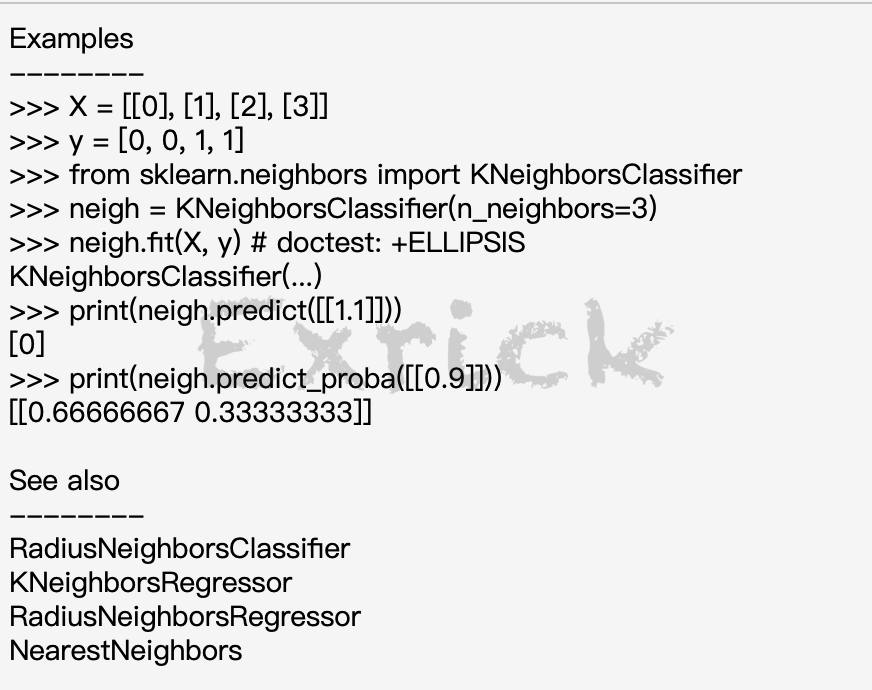 Examples
--------
>>> X = [[0], [1], [2], [3]]
>>> y = [0, 0, 1, 1]
>>> from sklearn.neighbors import KNeighborsClassifier
>>> neigh = KNeighborsClassifier(n_neighbors=3)
>>> neigh.fit(X, y) # doctest: +ELLIPSIS
KNeighborsClassifier(...)
>>> print(neigh.predict([[1.1]]))
[0]
>>> print(neigh.predict_proba([[0.9]]))
[[0.66666667 0.33333333]]
Exrick
See also
--------
RadiusNeighborsClassifier
KNeighborsRegressor
RadiusNeighborsRegressor
NearestNeighbors